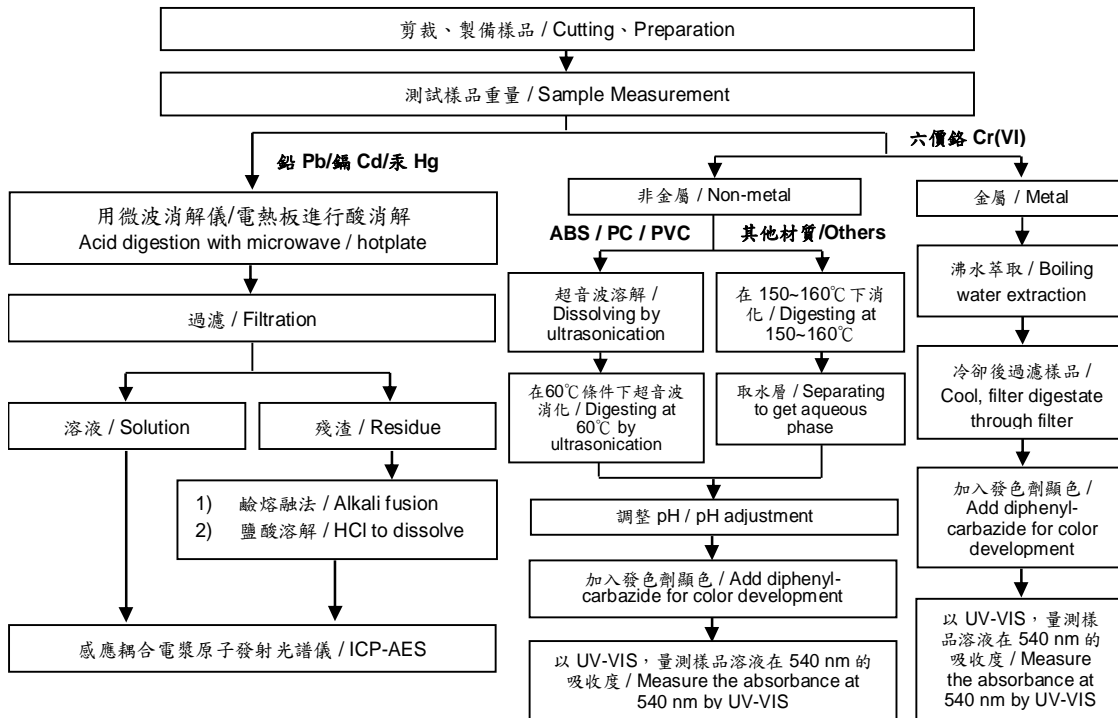 剪裁、製備樣品 / Cutting、Preparation
測試樣品重量 / Sample Measurement
鉛 Pb/鎘 Cd/汞 Hg
六價鉻 Cr(VI)
用微波消解儀/電熱板進行酸消解
Acid digestion with microwave / hotplate
過濾 / Filtration
溶液 / Solution
殘渣 / Residue
1) 鹼熔融法 / Alkali fusion
2) 鹽酸溶解 / HCl to dissolve
感應耦合電漿原子發射光譜儀 / ICP-AES
非金屬 / Non-metal
ABS / PC / PVC
其他材質/Others
超音波溶解 /
Dissolving by
ultrasonication
在60℃條件下超音波
消化 / Digesting at
60℃ by
ultrasonication
在 150~160℃下消
化 / Digesting at
150~160℃
取水層 / Separating
to get aqueous
phase
調整 pH / pH adjustment
加入發色劑顯色 / Add diphenyl-
carbazide for color development
以 UV-VIS，量測樣品溶液在 540 nm 的
吸收度 / Measure the absorbance at
540 nm by UV-VIS
金屬 / Metal
沸水萃取 / Boiling
water extraction
冷卻後過濾樣品 /
Cool, filter digestate
through filter
加入發色劑顯色 /
Add diphenyl-
carbazide for color
development
以 UV-VIS，量測樣
品溶液在 540 nm 的
吸收度 / Measure
the absorbance at
540 nm by UV-VIS